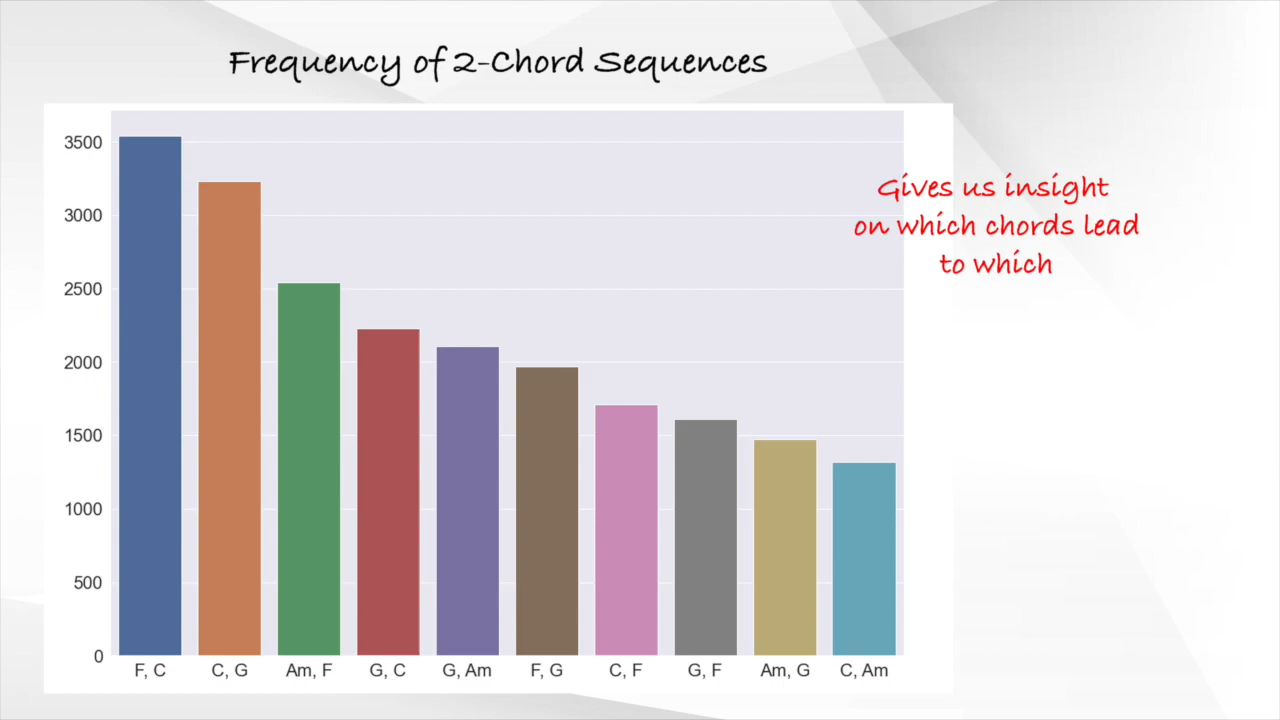 Frequency of 2-Chord Sequences
3500
3000
2500
2000
1500
1000
500
0
F, C C, G Am, F G, C G, Am F, G C, F G, F Am, G C, Am
Gives us insight
on which chords lead
to which